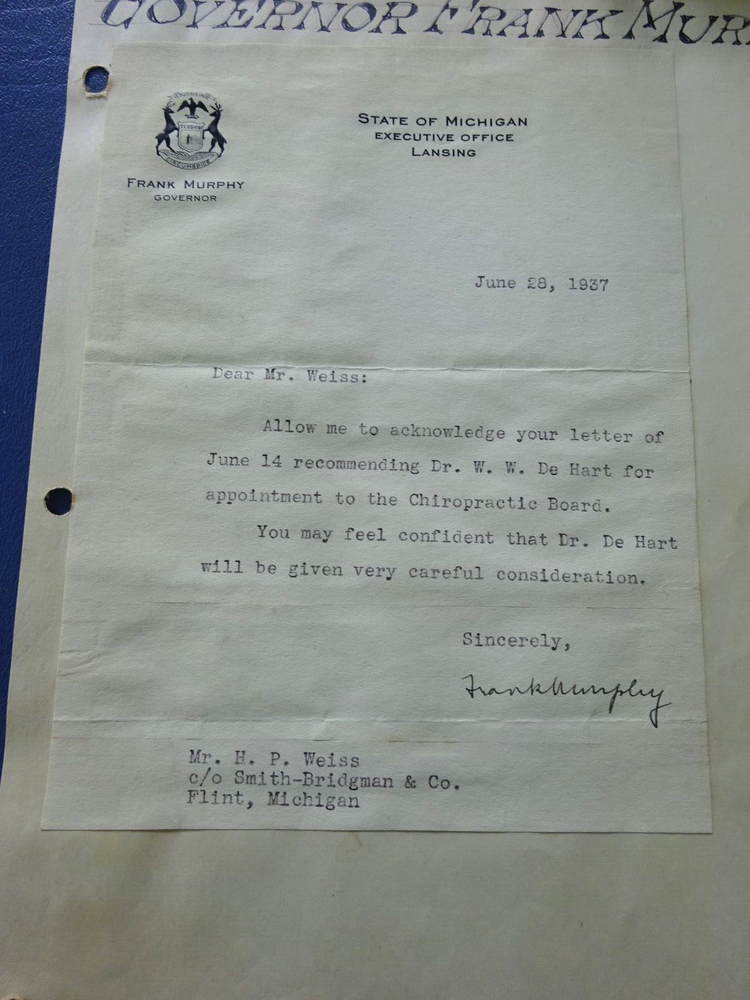 GOVERNOR FRANK MUR
TUEBOR
CIRCUMSPICE
FRANK MURPHY
GOVERNOR
STATE OF MICHIGAN
EXECUTIVE OFFICE
LANSING
June 28, 1937
Dear Mr. Weiss:
Allow me to acknowledge your letter of
June 14 recommending Dr. W. W. De Hart for
appointment to the Chiropractic Board.
You may feel confident that Dr. De Hart
will be given very careful consideration.
Sincerely,
Frank Murphy
Mr. H. P. Weiss
c/o Smith-Bridgman & Co.
Flint, Michigan